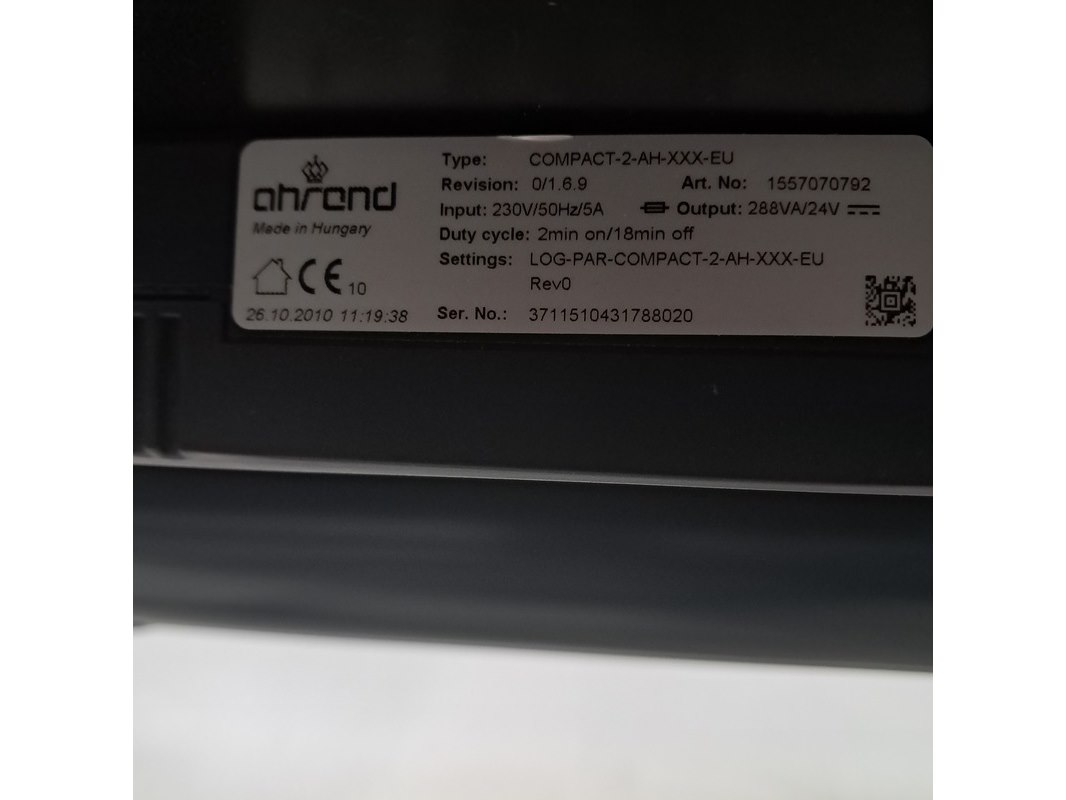 ahrend
Made in Hungary
CE 10
26.10.2010 11:19:38
Type: COMPACT-2-AH-XXX-EU
Revision: 0/1.6.9 Art. No: 1557070792
Input: 230V/50Hz/5A Output: 288VA/24V
Duty cycle: 2min on/18min off
Settings: LOG-PAR-COMPACT-2-AH-XXX-EU
Rev0
Ser. No.: 3711510431788020